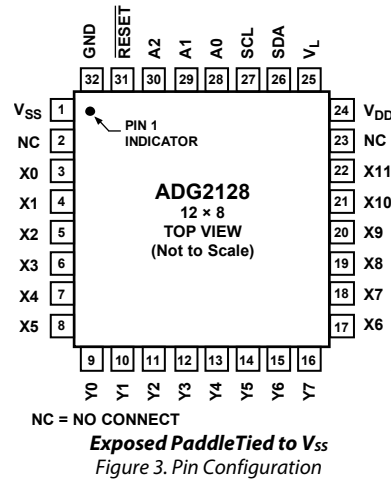 GND
RESET
A2
A1
A0
SCL
SDA
VL
32 31 30 29 28 27 26 25
VSS 1
NC 2
X0 3
X1 4
X2 5
X3 6
X4 7
X5 8
PIN 1
INDICATOR
ADG2128
12 × 8
TOP VIEW
(Not to Scale)
24 VDD
23 NC
22 X11
21 X10
20 X9
19 X8
18 X7
17 X6
9 10 11 12 13 14 15 16
Y0
Y1
Y2
Y3
Y4
Y5
Y6
Y7
NC = NO CONNECT
Exposed PaddleTied to VSS
Figure 3. Pin Configuration